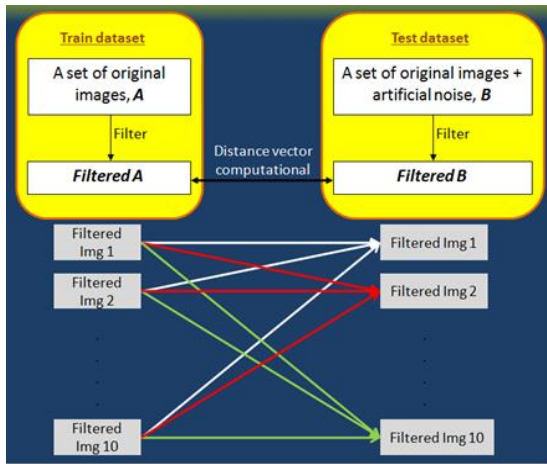 Train dataset
A set of original
images, A
Filter
Filtered A
Test dataset
A set of original images +
artificial noise, B
Filter
Filtered B
Distance vector
computational
Filtered
Img 1
Filtered
Img 2
Filtered
Img 10
Filtered Img 1
Filtered Img 2
Filtered Img 10